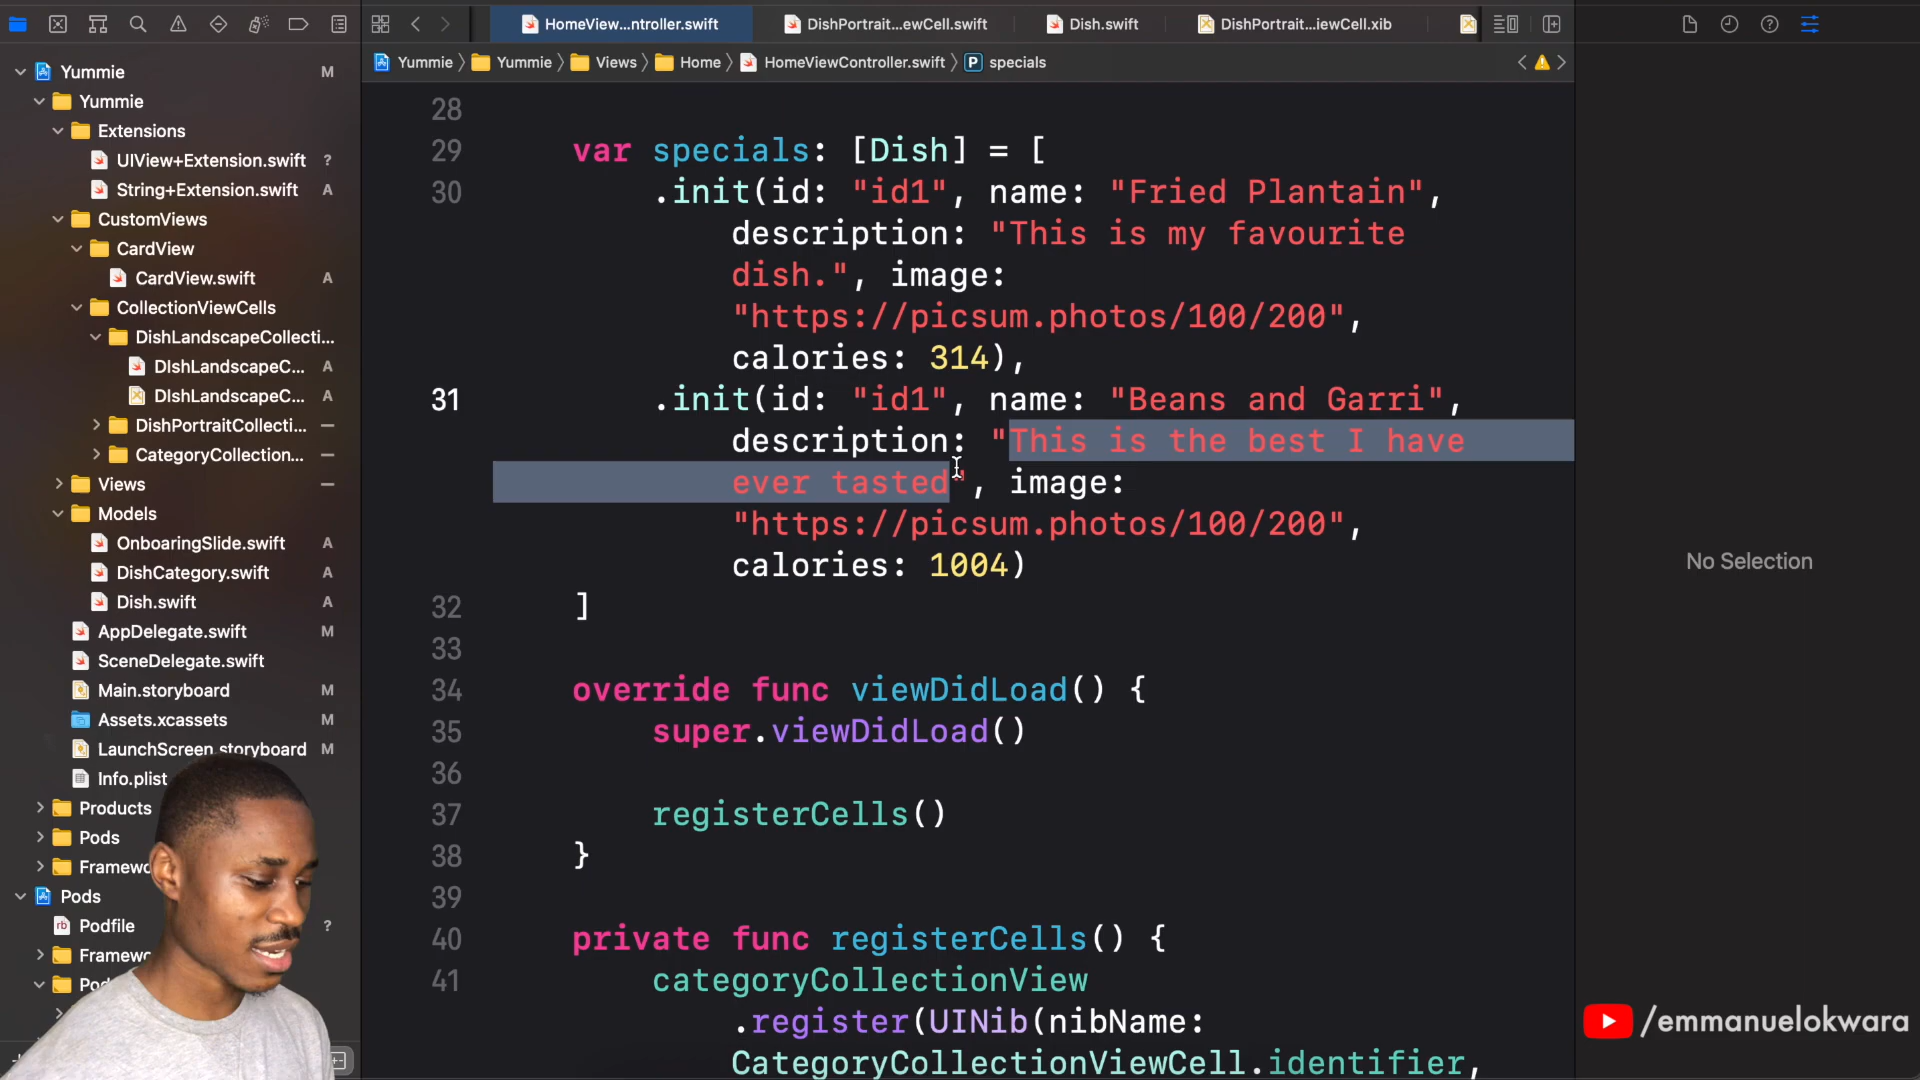 HomeView...ntroller.swift
DishPortrait...ewCell.swift
Dish.swift
DishPortrait...iewCell.xib
Yummie
Yummie
Views
Home
HomeViewController.swift
P
specials
Yummie M
Yummie
Extensions
UIView+Extension.swift ?
String+Extension.swift A
CustomViews
CardView
CardView.swift A
CollectionViewCells
DishLandscapeCollecti...
DIshLandscapeC... A
DIshLandscapeC... A
DishPortraitCollecti...
CategoryCollection...
Views
Models
OnboaringSlide.swift A
DishCategory.swift A
Dish.swift A
AppDelegate.swift M
SceneDelegate.swift
Main.storyboard M
Assets.xcassets M
LaunchScreen.storyboard M
Info.plist
Products
Pods
Framewo
Pods
rb Podfile ?
Framewo
28
29 var specials: [Dish] = [
30 .init(id: "id1", name: "Fried Plantain",
description: "This is my favourite
dish.", image:
"https://picsum.photos/100/200",
calories: 314),
31 .init(id: "id1", name: "Beans and Garri",
description: "This is the best I have
ever tasted", image:
"https://picsum.photos/100/200",
calories: 1004)
32 ]
33
34 override func viewDidLoad() {
35 super.viewDidLoad()
36
37 registerCells()
38 }
39
40 private func registerCells() {
41 categoryCollectionView
.register(UINib(nibName:
CategoryCollectionViewCell.identifier,
No Selection
/emmanuelokwara